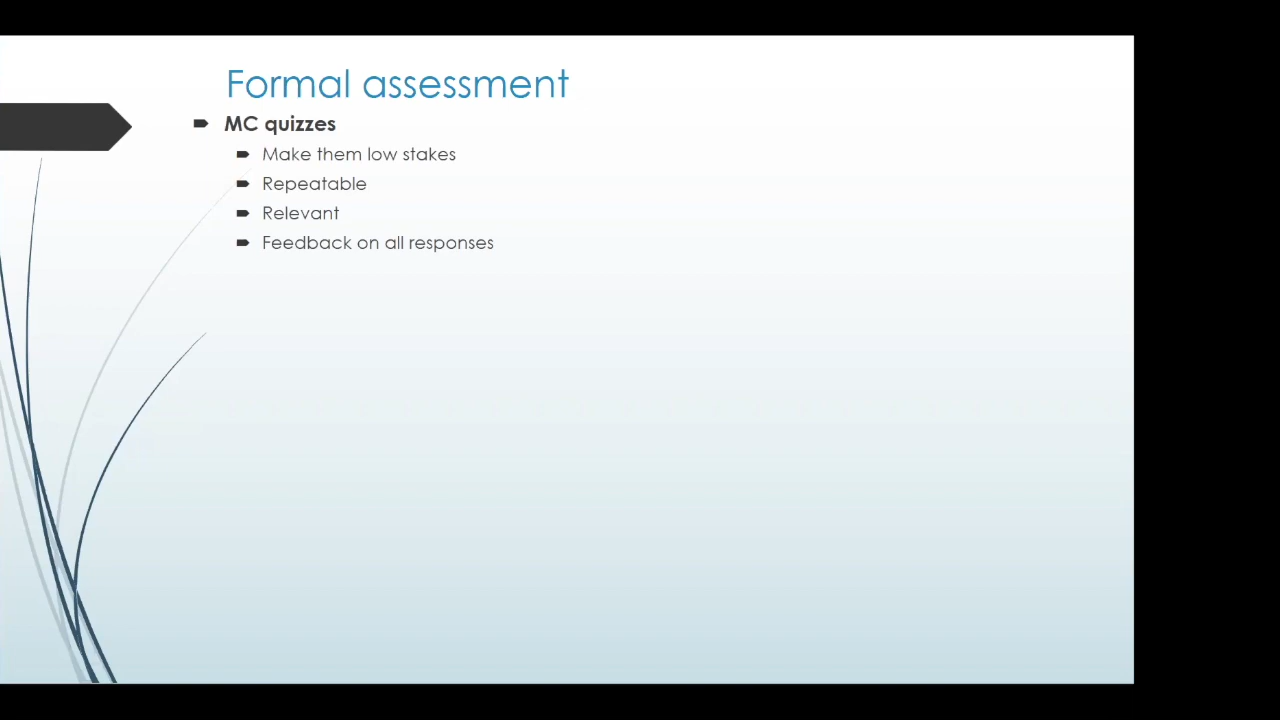 Formal assessment
MC quizzes
Make them low stakes
Repeatable
Relevant
Feedback on all responses